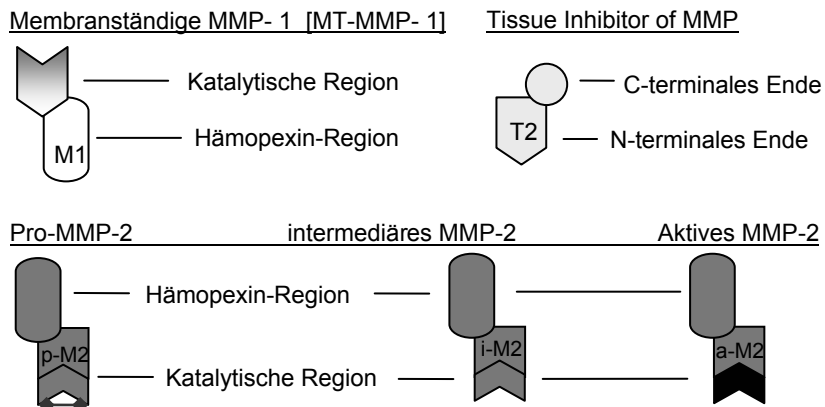 Membranständige MMP- 1 [MT-MMP- 1] Tissue Inhibitor of MMP
Katalytische Region C-terminales Ende
M1 Hämopexin-Region T2 N-terminales Ende
Pro-MMP-2 intermediäres MMP-2 Aktives MMP-2
Hämopexin-Region
p-M2 i-M2 a-M2
Katalytische Region